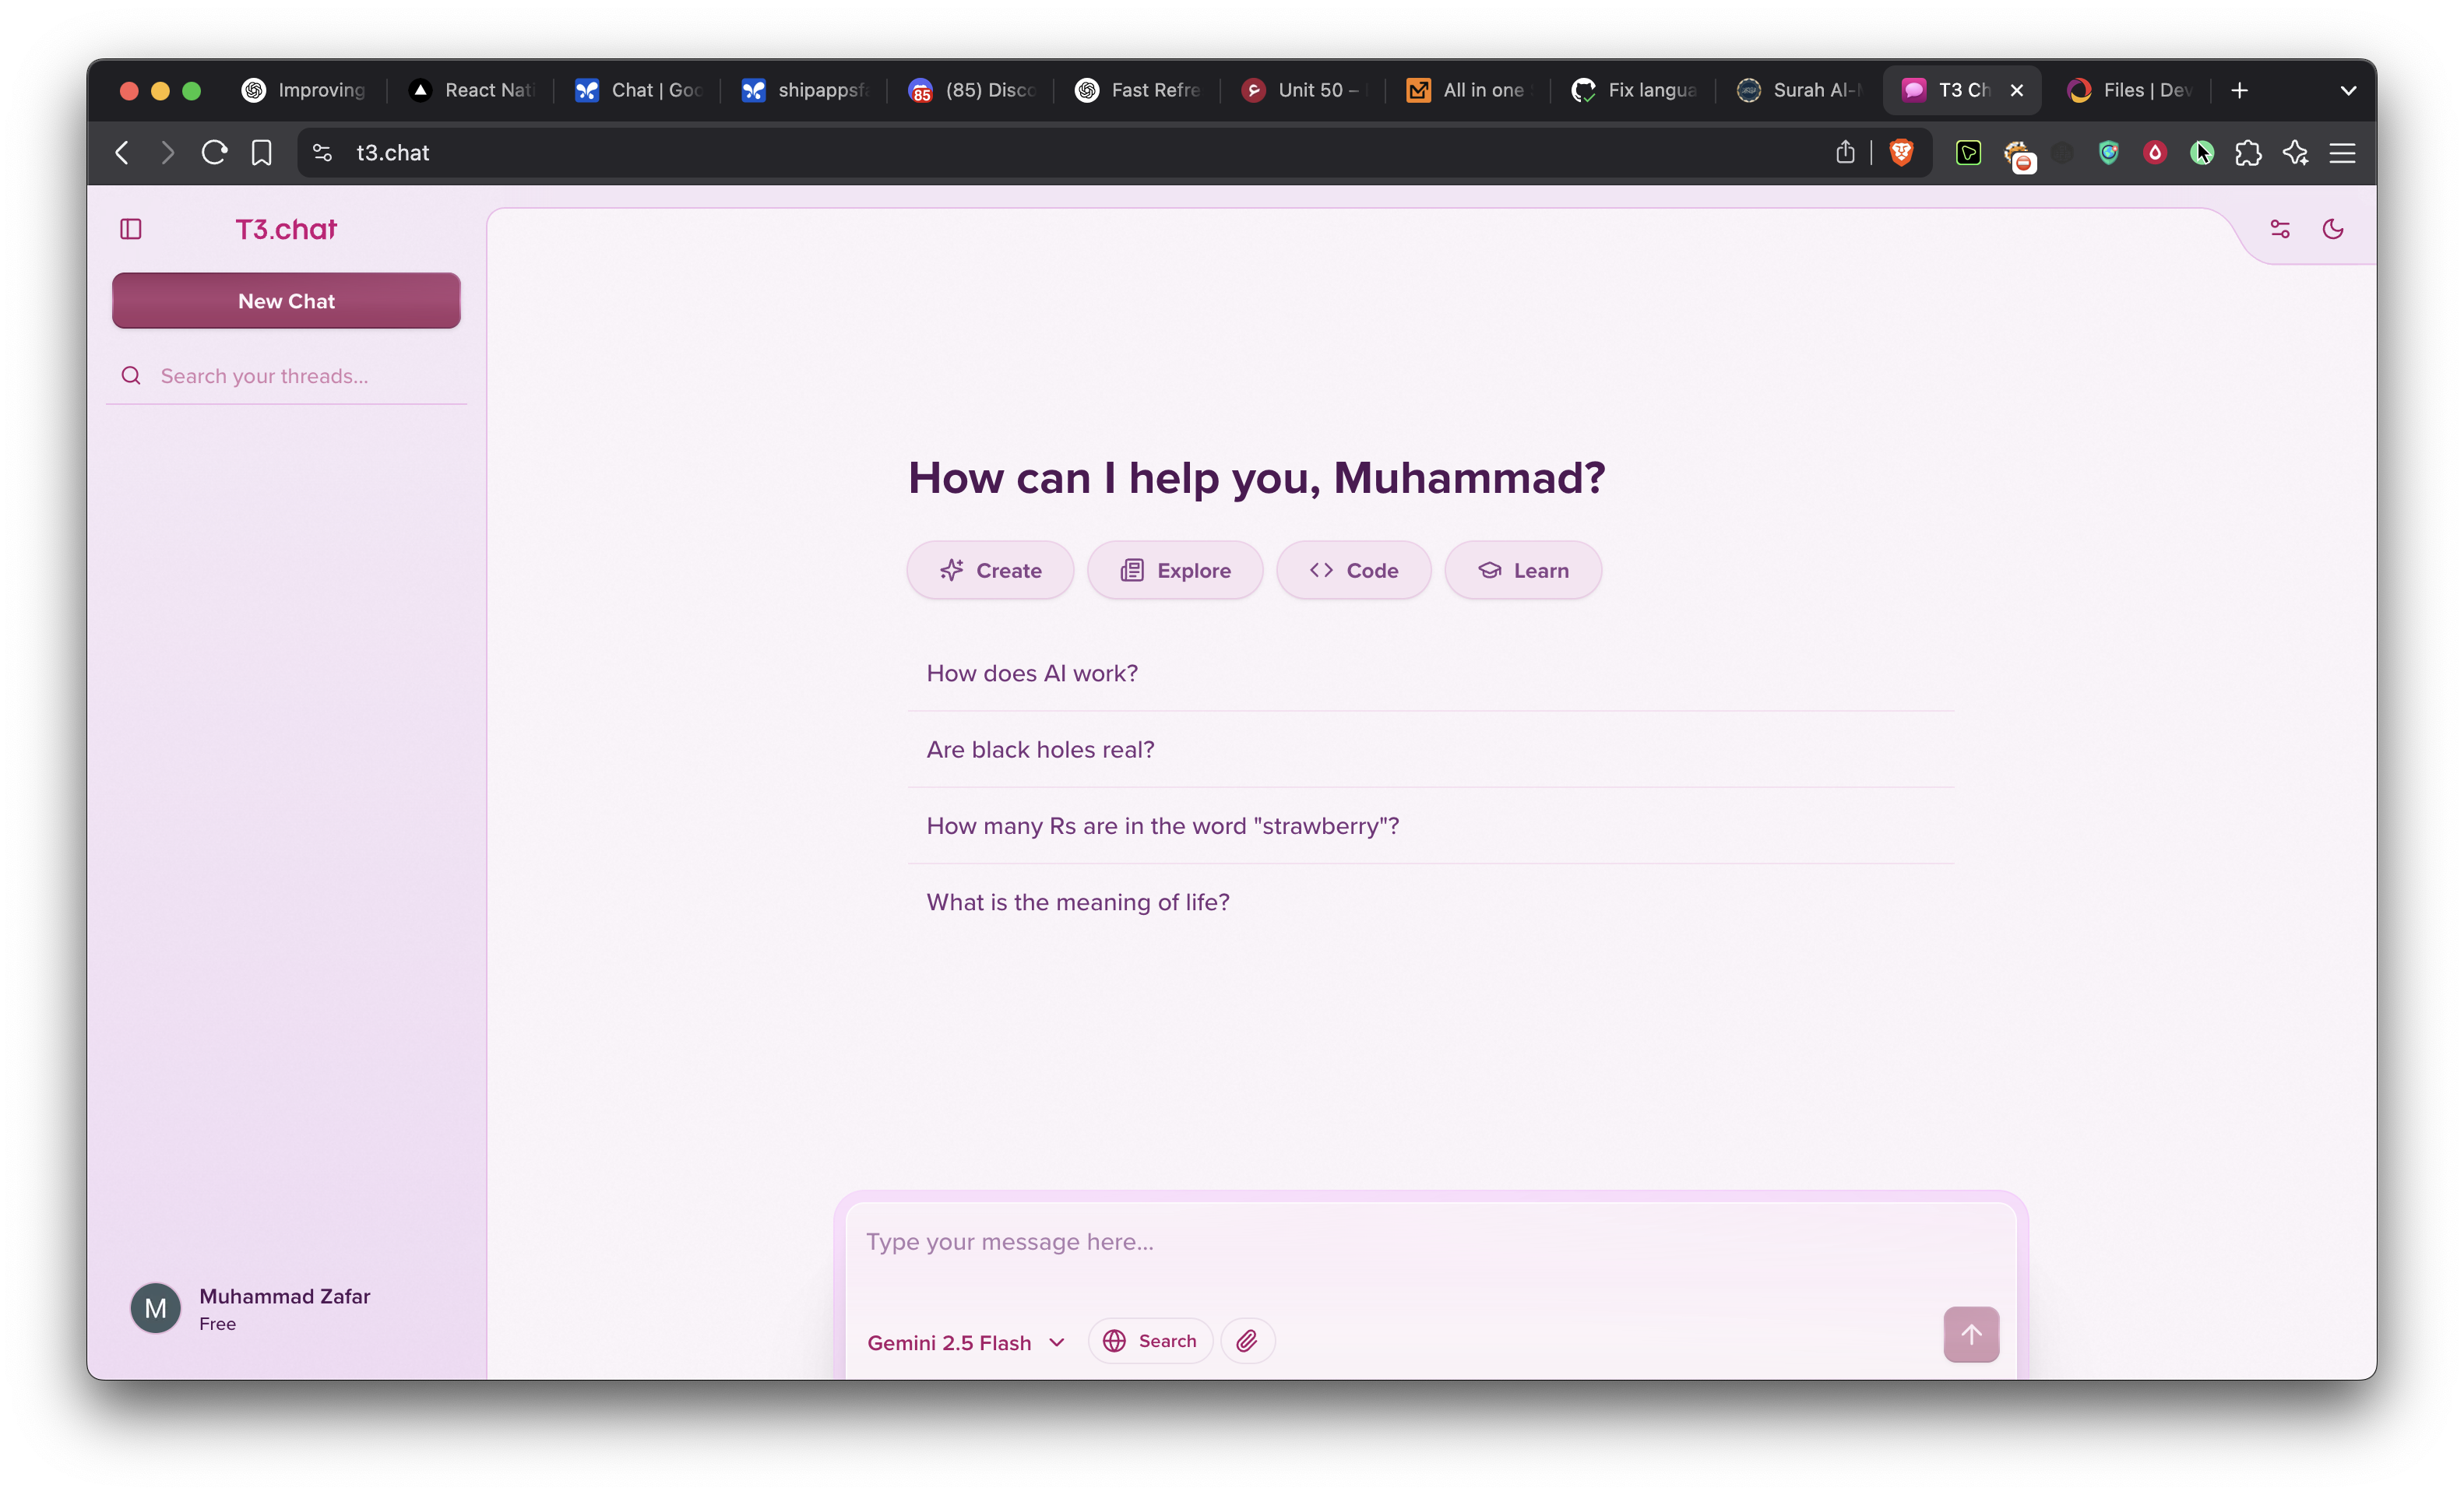 Improving
React Nati
Chat | Goo
shipappsfa
85
(85) Disco
Fast Refre
Unit 50 –
All in one
Fix langua
Surah Al-M
T3 Ch
Files | Dev
t3.chat
T3.chat
New Chat
Search your threads...
How can I help you, Muhammad?
Create
Explore
Code
Learn
How does AI work?
Are black holes real?
How many Rs are in the word "strawberry"?
What is the meaning of life?
Type your message here...
Gemini 2.5 Flash
Search
M
Muhammad Zafar
Free